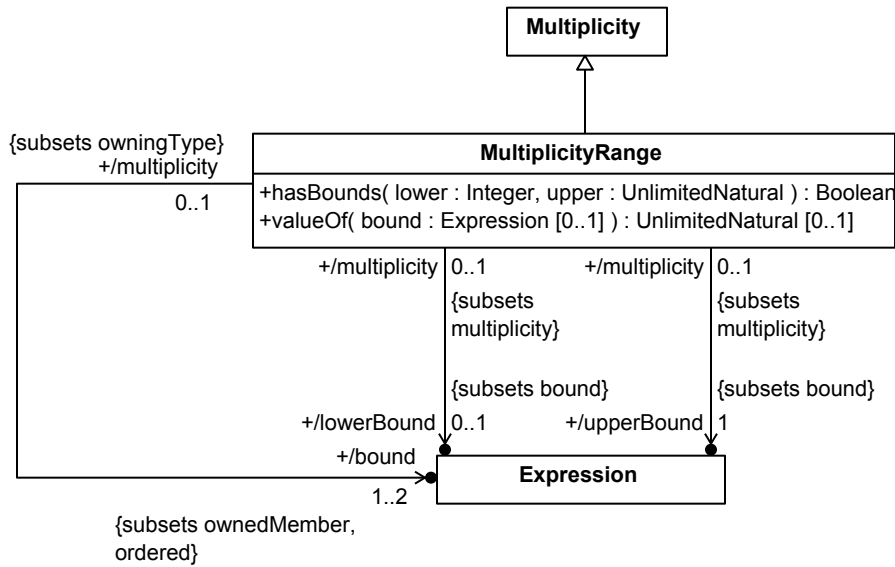 Multiplicity
{subsets owningType}
+/multiplicity
0..1
MultiplicityRange
+hasBounds( lower : Integer, upper : UnlimitedNatural ) : Boolean
+valueOf( bound : Expression [0..1] ) : UnlimitedNatural [0..1]
+/multiplicity 0..1
{subsets
multiplicity}
+/multiplicity 0..1
{subsets
multiplicity}
{subsets bound}
+/lowerBound 0..1
{subsets bound}
+/upperBound 1
+/bound
1..2
Expression
{subsets ownedMember,
ordered}